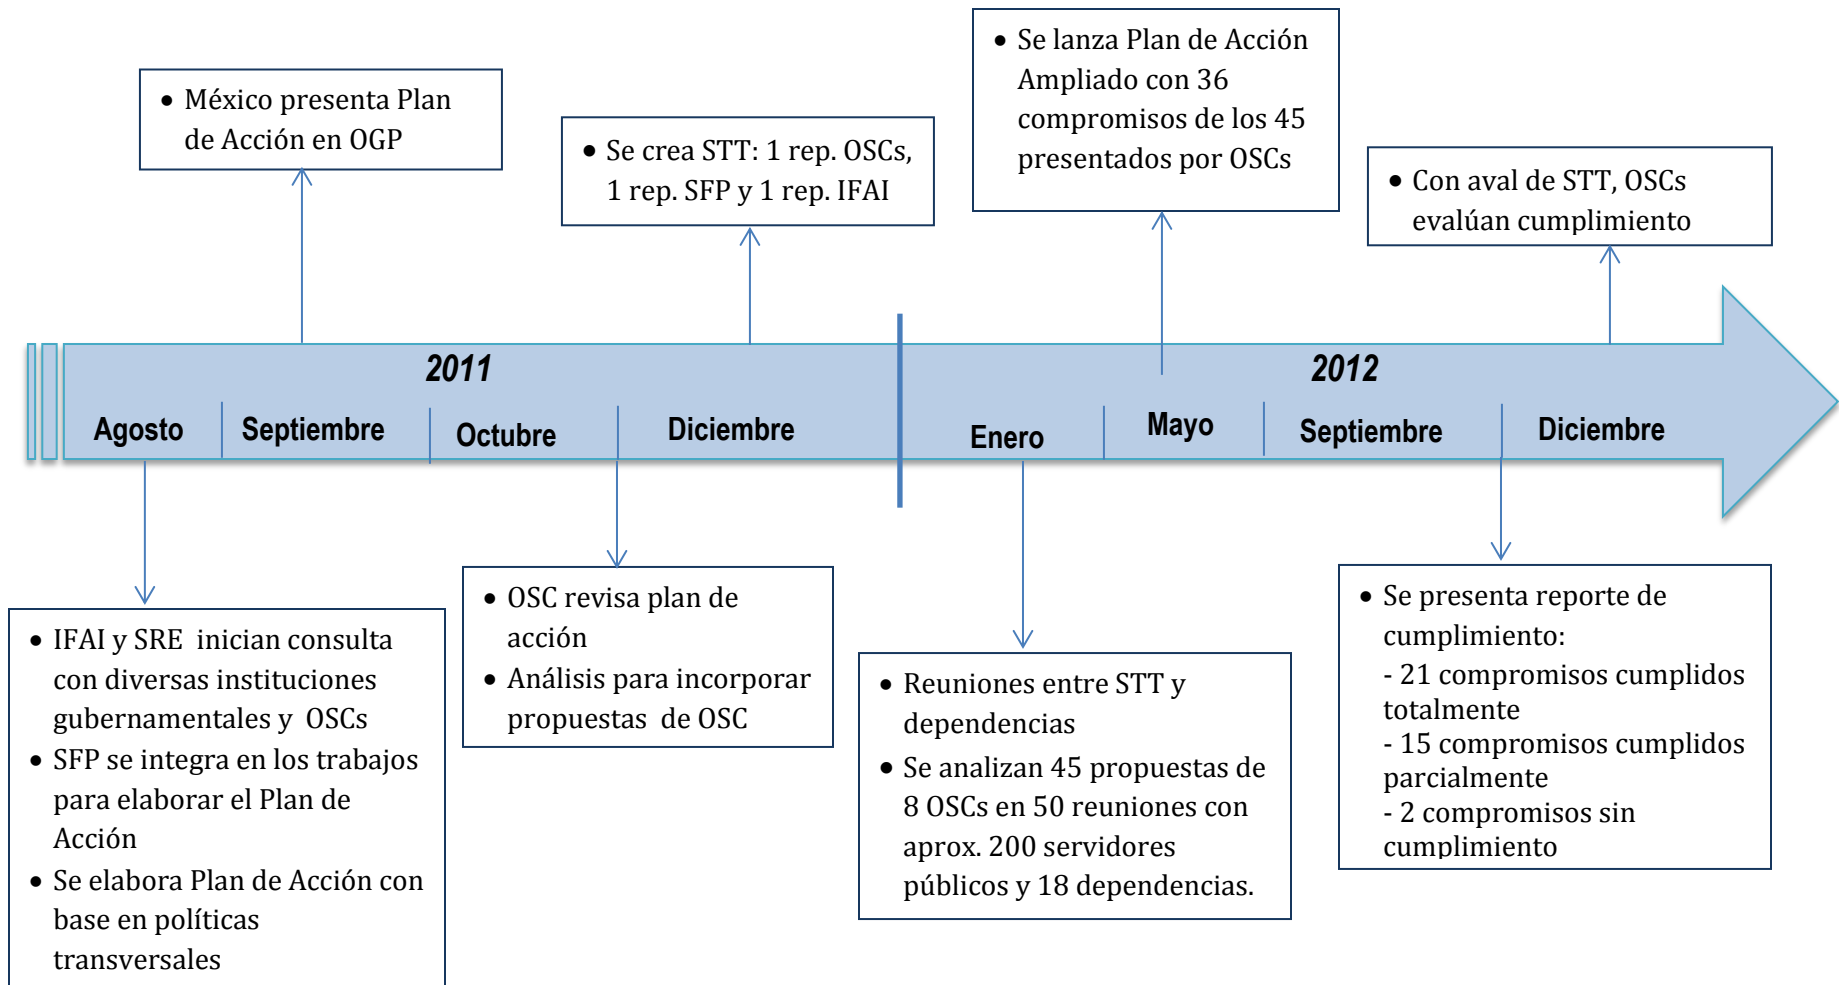 • Se lanza Plan de Acción
Ampliado con 36
compromisos de los 45
presentados por OSCs
• México presenta Plan
de Acción en OGP
• Se crea STT: 1 rep. OSCs,
1 rep. SFP y 1 rep. IFAI
• Con aval de STT, OSCs
evalúan cumplimiento
2011
2012
Agosto
Septiembre
Octubre
Diciembre
Enero
Mayo
Septiembre
Diciembre
• IFAI y SRE inician consulta
con diversas instituciones
gubernamentales y OSCs
• SFP se integra en los trabajos
para elaborar el Plan de
Acción
• Se elabora Plan de Acción con
base en políticas
transversales
• OSC revisa plan de
acción
• Análisis para incorporar
propuestas de OSC
• Reuniones entre STT y
dependencias
• Se analizan 45 propuestas de
8 OSCs en 50 reuniones con
aprox. 200 servidores
públicos y 18 dependencias.
• Se presenta reporte de
cumplimiento:
- 21 compromisos cumplidos
totalmente
- 15 compromisos cumplidos
parcialmente
- 2 compromisos sin
cumplimiento